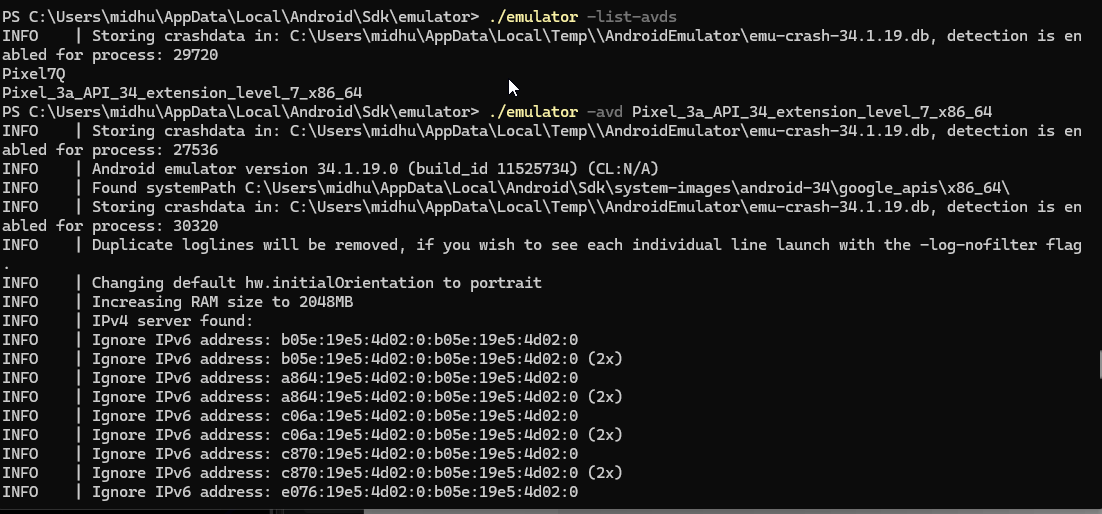 PS C:\Users\midhu\AppData\Local\Android\Sdk\emulator> ./emulator -list-avds
INFO    | Storing crashdata in: C:\Users\midhu\AppData\Local\Temp\\AndroidEmulator\emu-crash-34.1.19.db, detection is en
abled for process: 29720
Pixel7Q
Pixel_3a_API_34_extension_level_7_x86_64
PS C:\Users\midhu\AppData\Local\Android\Sdk\emulator> ./emulator -avd Pixel_3a_API_34_extension_level_7_x86_64
INFO    | Storing crashdata in: C:\Users\midhu\AppData\Local\Temp\\AndroidEmulator\emu-crash-34.1.19.db, detection is en
abled for process: 27536
INFO    | Android emulator version 34.1.19.0 (build_id 11525734) (CL:N/A)
INFO    | Found systemPath C:\Users\midhu\AppData\Local\Android\Sdk\system-images\android-34\google_apis\x86_64\
INFO    | Storing crashdata in: C:\Users\midhu\AppData\Local\Temp\\AndroidEmulator\emu-crash-34.1.19.db, detection is en
abled for process: 30320
INFO    | Duplicate loglines will be removed, if you wish to see each individual line launch with the -log-nofilter flag
.
INFO    | Changing default hw.initialOrientation to portrait
INFO    | Increasing RAM size to 2048MB
INFO    | IPv4 server found:
INFO    | Ignore IPv6 address: b05e:19e5:4d02:0:b05e:19e5:4d02:0
INFO    | Ignore IPv6 address: b05e:19e5:4d02:0:b05e:19e5:4d02:0 (2x)
INFO    | Ignore IPv6 address: a864:19e5:4d02:0:b05e:19e5:4d02:0
INFO    | Ignore IPv6 address: a864:19e5:4d02:0:b05e:19e5:4d02:0 (2x)
INFO    | Ignore IPv6 address: c06a:19e5:4d02:0:b05e:19e5:4d02:0
INFO    | Ignore IPv6 address: c06a:19e5:4d02:0:b05e:19e5:4d02:0 (2x)
INFO    | Ignore IPv6 address: c870:19e5:4d02:0:b05e:19e5:4d02:0
INFO    | Ignore IPv6 address: c870:19e5:4d02:0:b05e:19e5:4d02:0 (2x)
INFO    | Ignore IPv6 address: e076:19e5:4d02:0:b05e:19e5:4d02:0